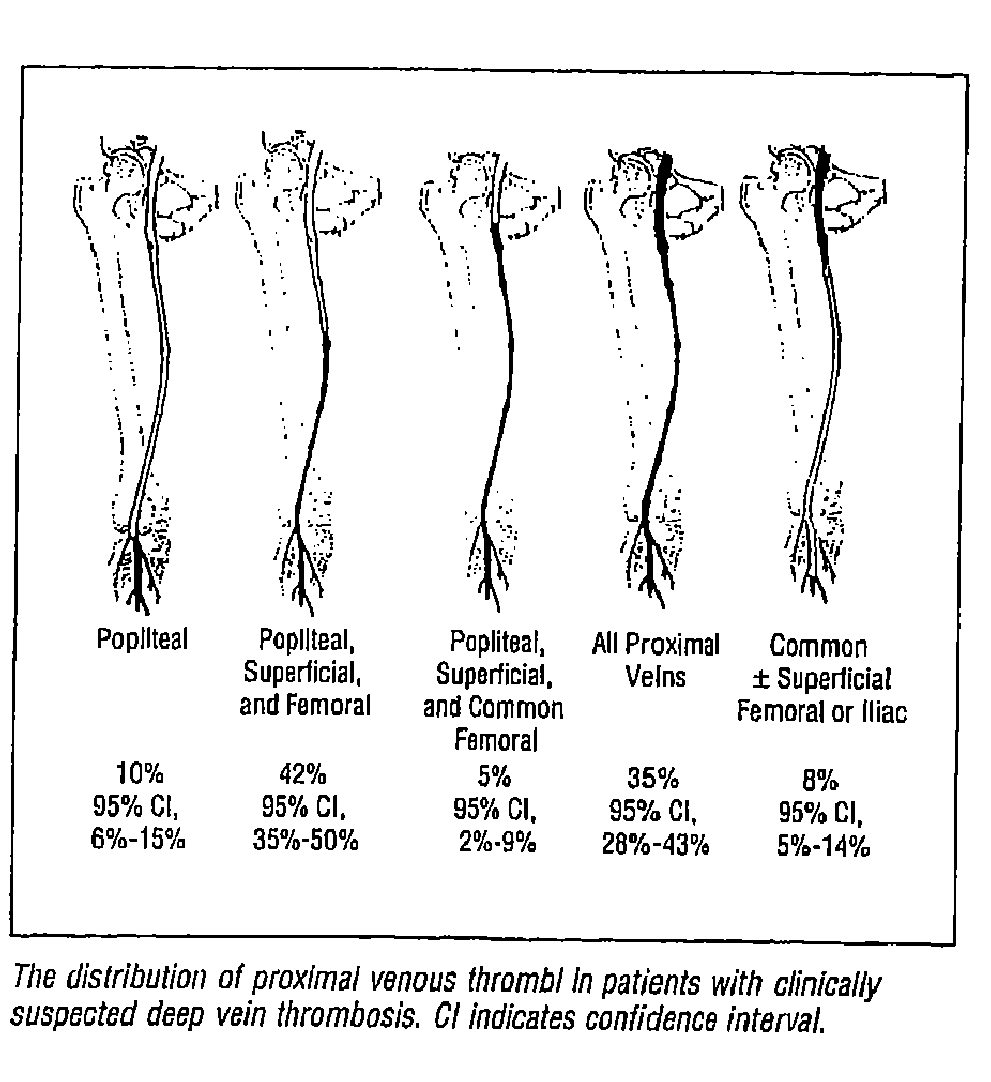 Popliteal
10%
95% CI,
6%-15%
Popliteal,
Superficial,
and Femoral
42%
95% CI,
35%-50%
Popliteal,
Superficial,
and Common
Femoral
5%
95% CI,
2%-9%
All Proximal
Veins
35%
95% CI,
28%-43%
Common
± Superficial
Femoral or Iliac
8%
95% CI,
5%-14%
The distribution of proximal venous thrombi in patients with clinically
suspected deep vein thrombosis. CI indicates confidence interval.